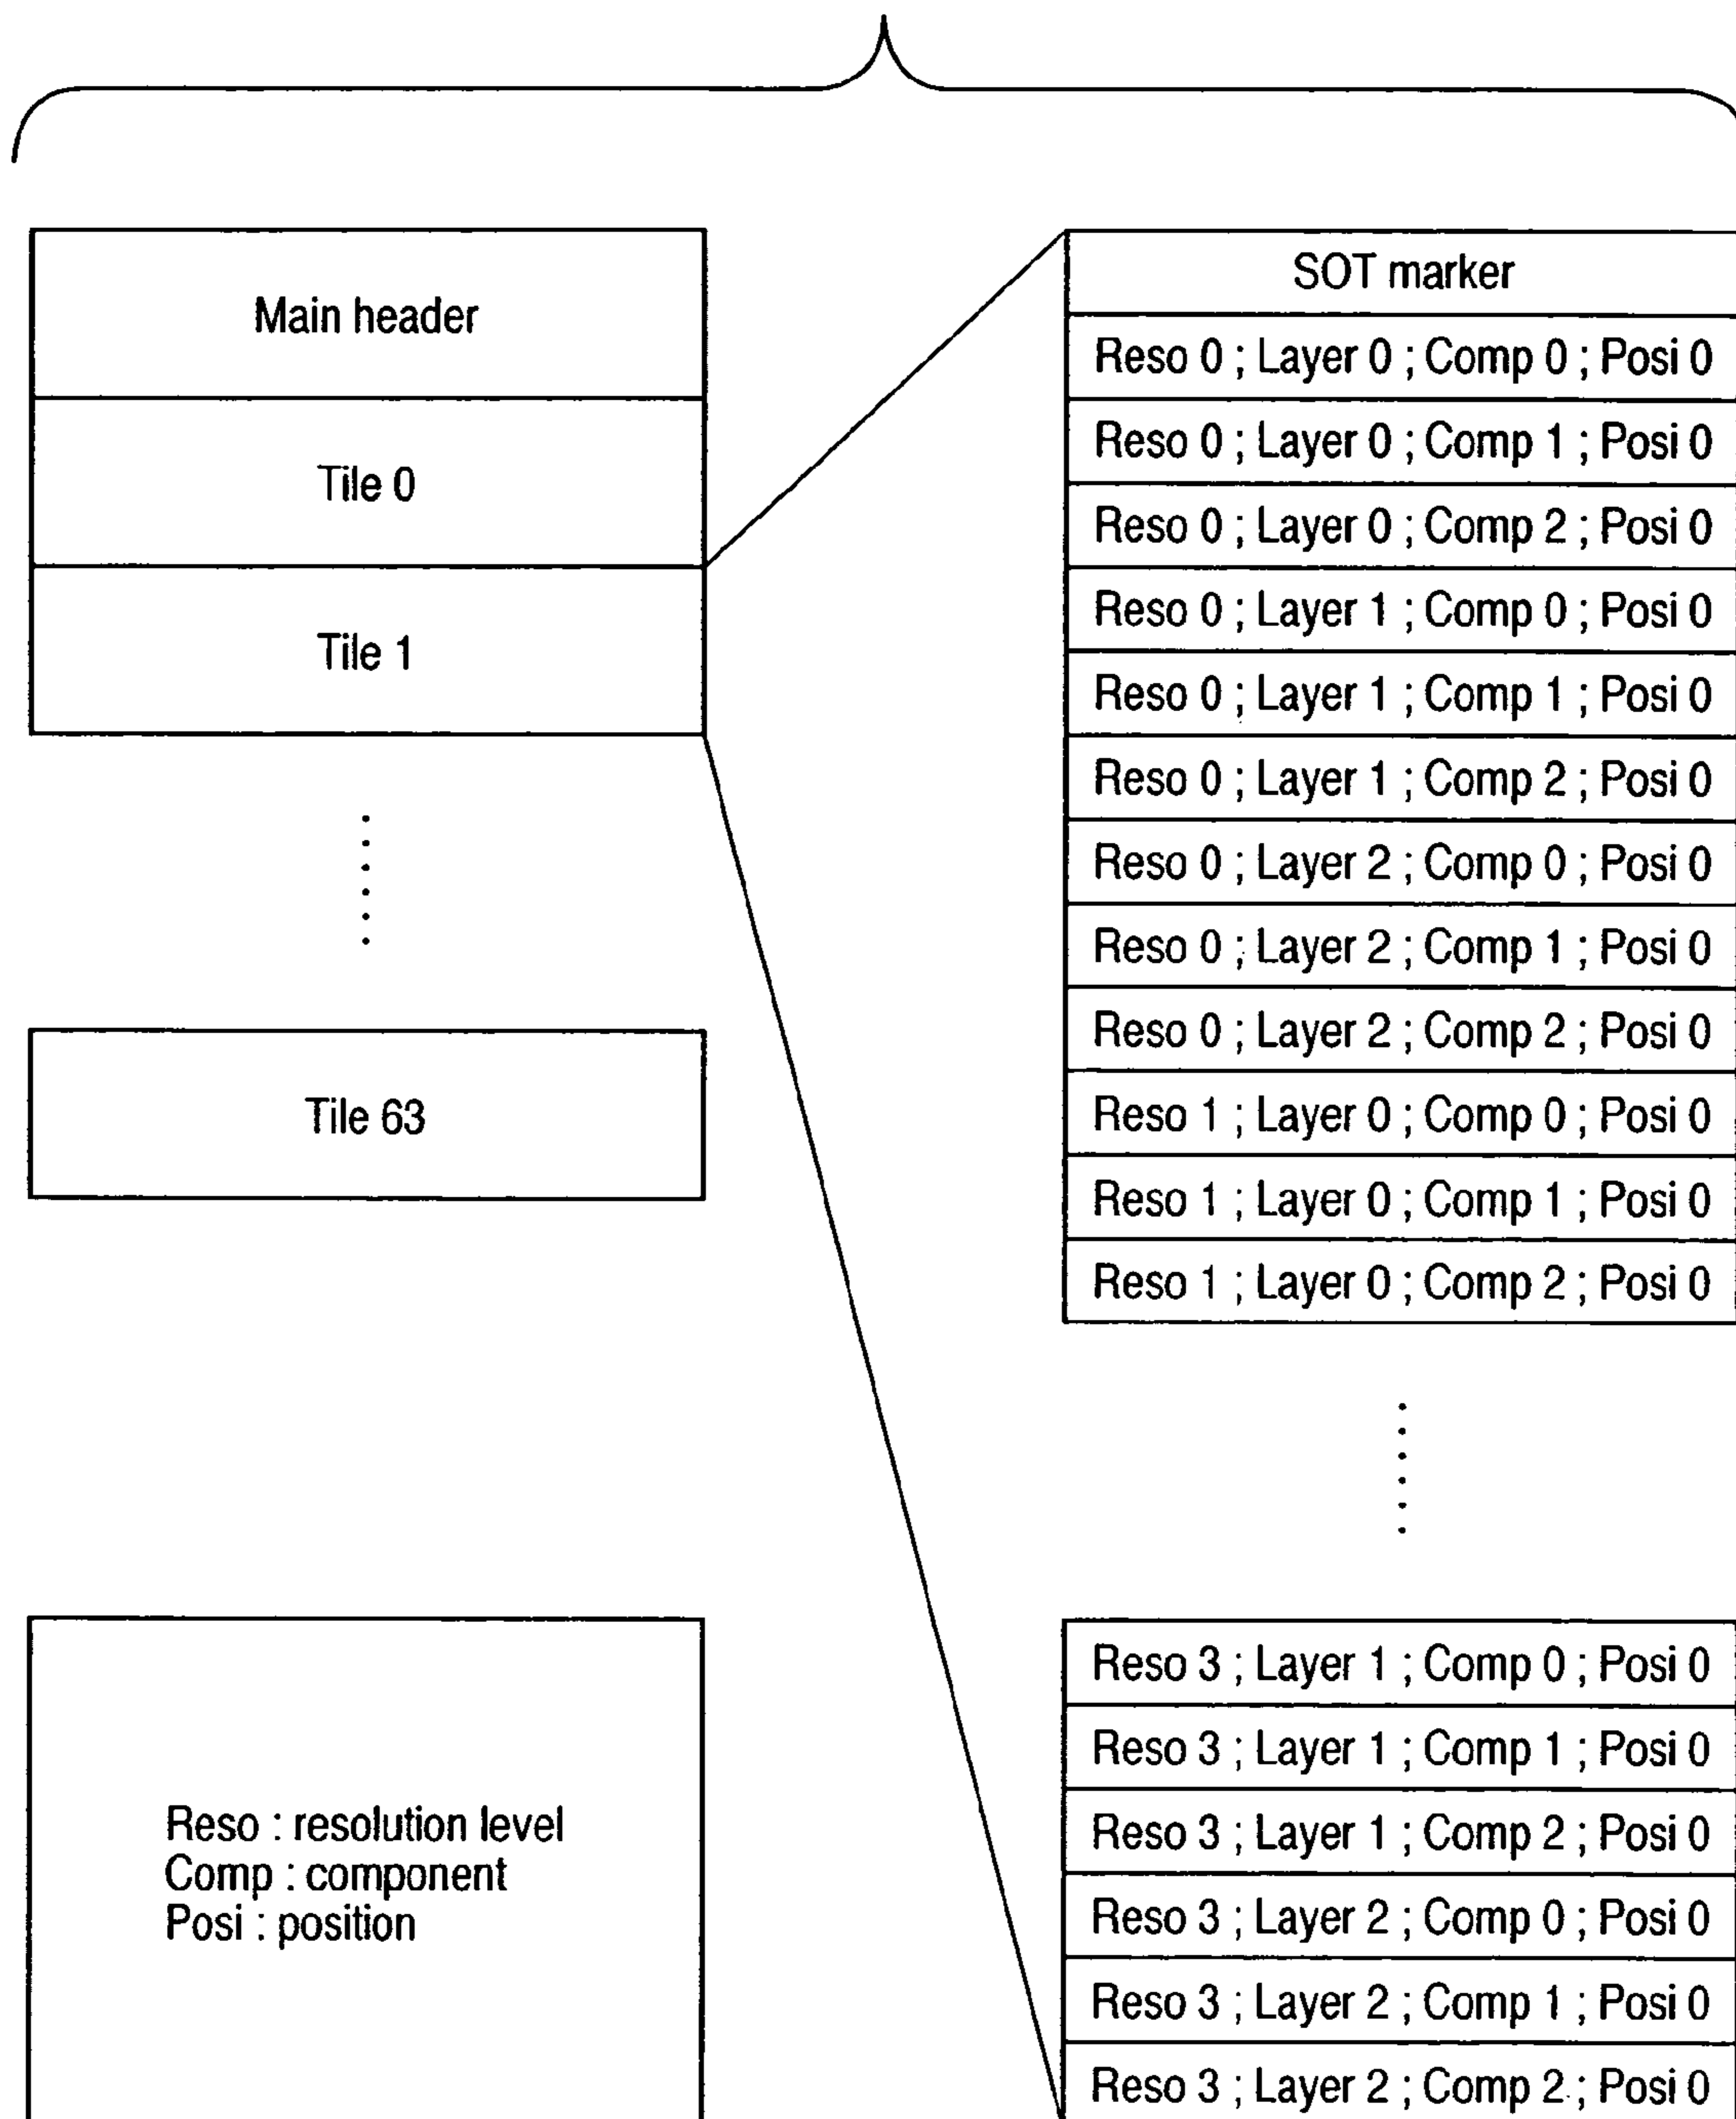 Main header
Tile 0
Tile 1
Tile 63
Reso : resolution level
Comp : component
Posi : position
SOT marker
Reso 0 ; Layer 0 ; Comp 0 ; Posi 0
Reso 0 ; Layer 0 ; Comp 1 ; Posi 0
Reso 0 ; Layer 0 ; Comp 2 ; Posi 0
Reso 0 ; Layer 1 ; Comp 0 ; Posi 0
Reso 0 ; Layer 1 ; Comp 1 ; Posi 0
Reso 0 ; Layer 1 ; Comp 2 ; Posi 0
Reso 0 ; Layer 2 ; Comp 0 ; Posi 0
Reso 0 ; Layer 2 ; Comp 1 ; Posi 0
Reso 0 ; Layer 2 ; Comp 2 ; Posi 0
Reso 1 ; Layer 0 ; Comp 0 ; Posi 0
Reso 1 ; Layer 0 ; Comp 1 ; Posi 0
Reso 1 ; Layer 0 ; Comp 2 ; Posi 0
Reso 3 ; Layer 1 ; Comp 0 ; Posi 0
Reso 3 ; Layer 1 ; Comp 1 ; Posi 0
Reso 3 ; Layer 1 ; Comp 2 ; Posi 0
Reso 3 ; Layer 2 ; Comp 0 ; Posi 0
Reso 3 ; Layer 2 ; Comp 1 ; Posi 0
Reso 3 ; Layer 2 ; Comp 2 ; Posi 0